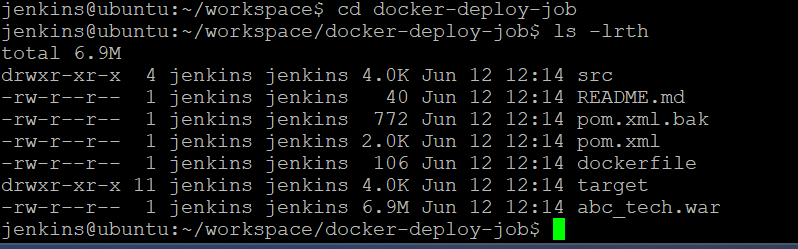 jenkins@ubuntu:~/workspace$ cd docker-deploy-job
jenkins@ubuntu:~/workspace/docker-deploy-job$ ls -lrth
total 6.9M
drwxr-xr-x  4 jenkins jenkins 4.0K Jun 12 12:14 src
-rw-r--r--  1 jenkins jenkins   40 Jun 12 12:14 README.md
-rw-r--r--  1 jenkins jenkins  772 Jun 12 12:14 pom.xml.bak
-rw-r--r--  1 jenkins jenkins 2.0K Jun 12 12:14 pom.xml
-rw-r--r--  1 jenkins jenkins  106 Jun 12 12:14 dockerfile
drwxr-xr-x 11 jenkins jenkins 4.0K Jun 12 12:14 target
-rw-r--r--  1 jenkins jenkins 6.9M Jun 12 12:14 abc_tech.war
jenkins@ubuntu:~/workspace/docker-deploy-job$